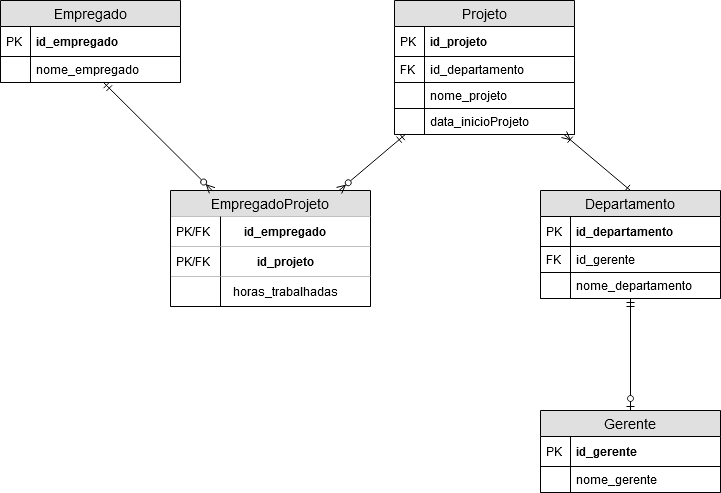 Empregado
PK id_empregado
nome_empregado
Projeto
PK id_projeto
FK id_departamento
nome_projeto
data_inicioProjeto
EmpregadoProjeto
PK/FK id_empregado
PK/FK id_projeto
horas_trabalhadas
Departamento
PK id_departamento
FK id_gerente
nome_departamento
Gerente
PK id_gerente
nome_gerente